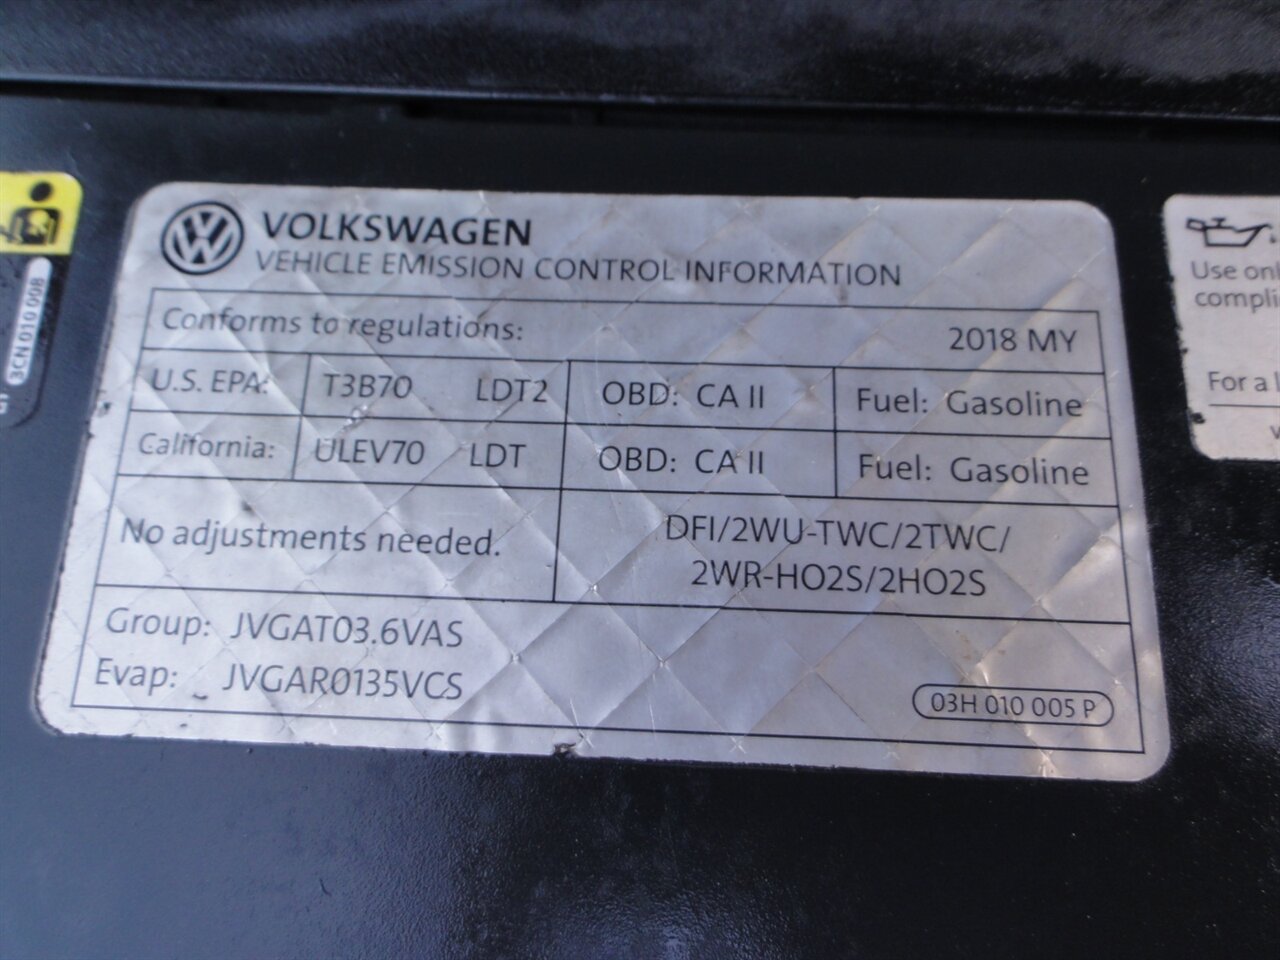 VOLKSWAGEN
VEHICLE EMISSION CONTROL INFORMATION
Conforms to regulations: 2018 MY
U.S. EPA: T3B70 LDT2 OBD: CA II Fuel: Gasoline
California: ULEV70 LDT OBD: CA II Fuel: Gasoline
No adjustments needed.
DFI/2WU-TWC/2TWC/
2WR-HO2S/2HO2S
Group: JVGAT03.6VAS
Evap: JVGAR0135VCS
03H 010 005 P
3CN 010 008
Use onl
compli
For a l